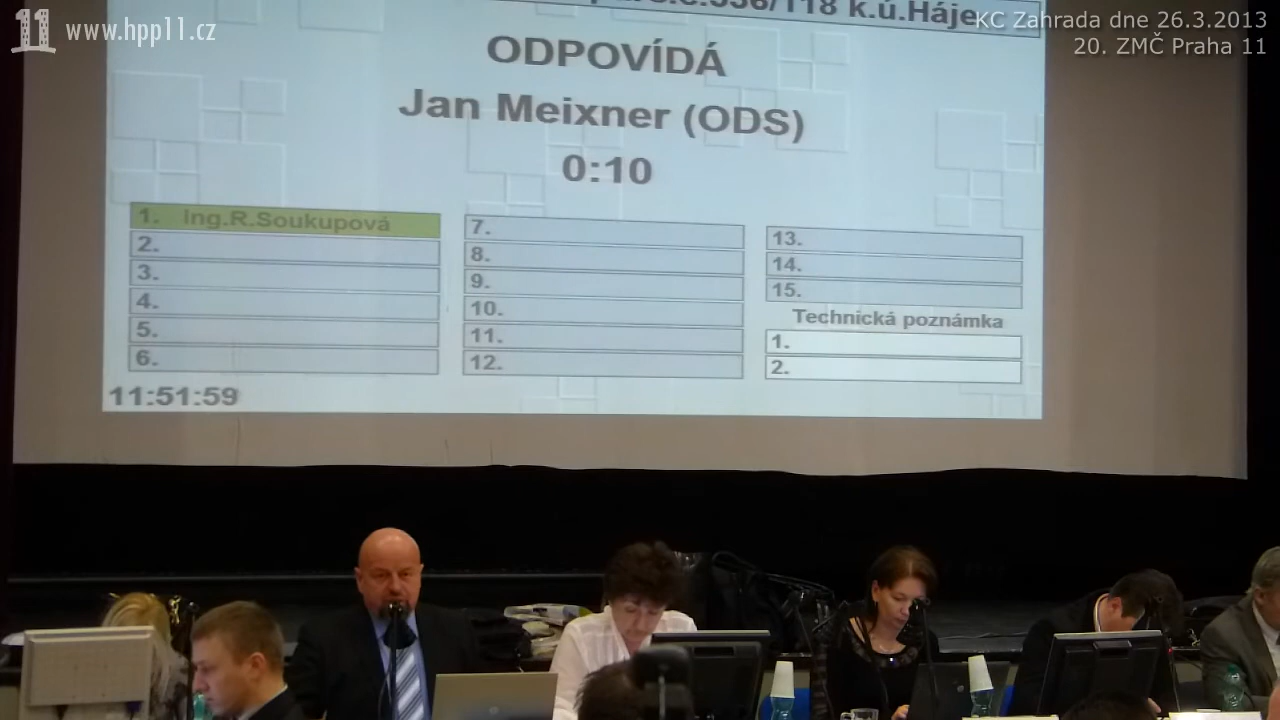 11 www.hpp11.cz
KC Zahrada dne 26.3.2013
20. ZMČ Praha 11
k.ú.Háje
ODPOVÍDÁ
Jan Meixner (ODS)
0:10
1. Ing.R.Soukupová
2.
3.
4.
5.
6.
7.
8.
9.
10.
11.
12.
13.
14.
15.
Technická poznámka
1.
2.
11:51:59